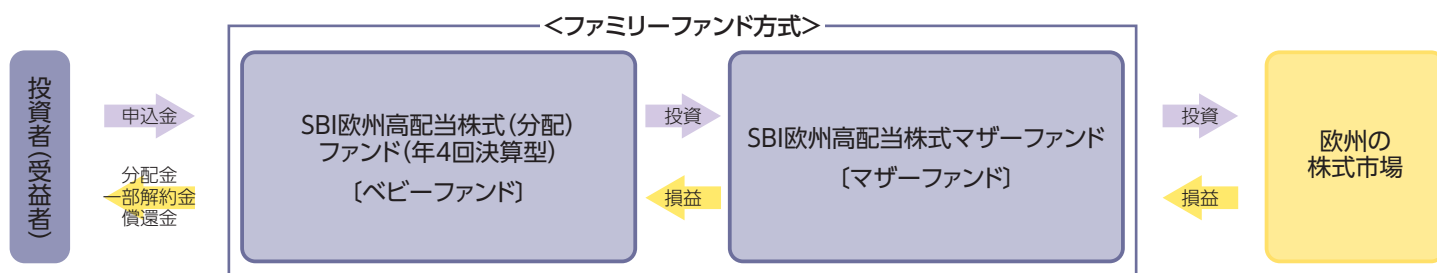 <ファミリーファンド方式>
投資者(受益者)
申込金
分配金
一部解約金
償還金
SBI欧州高配当株式(分配)
ファンド(年4回決算型)
〔ベビーファンド〕
投資
損益
SBI欧州高配当株式マザーファンド
〔マザーファンド〕
投資
損益
欧州の
株式市場